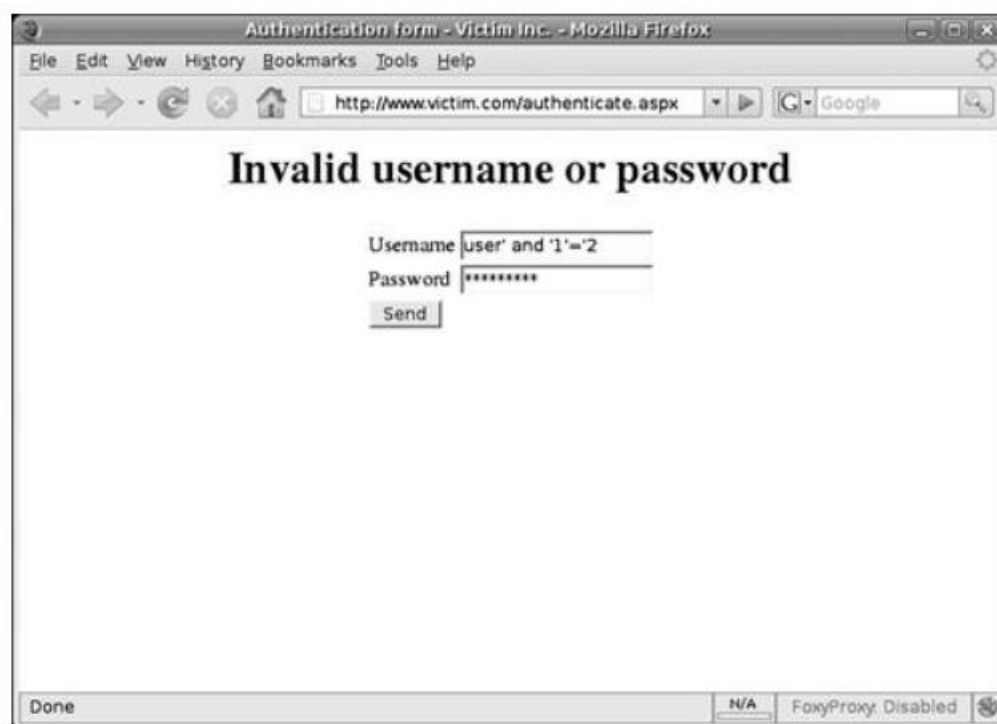 Authentication form - Victim Inc. - Mozilla Firefox
File Edit View History Bookmarks Tools Help
http://www.victim.com/authenticate.aspx G Google
Invalid username or password
Username user' and '1'='2
Password *********
Send
Done N/A FoxyProxy: Disabled